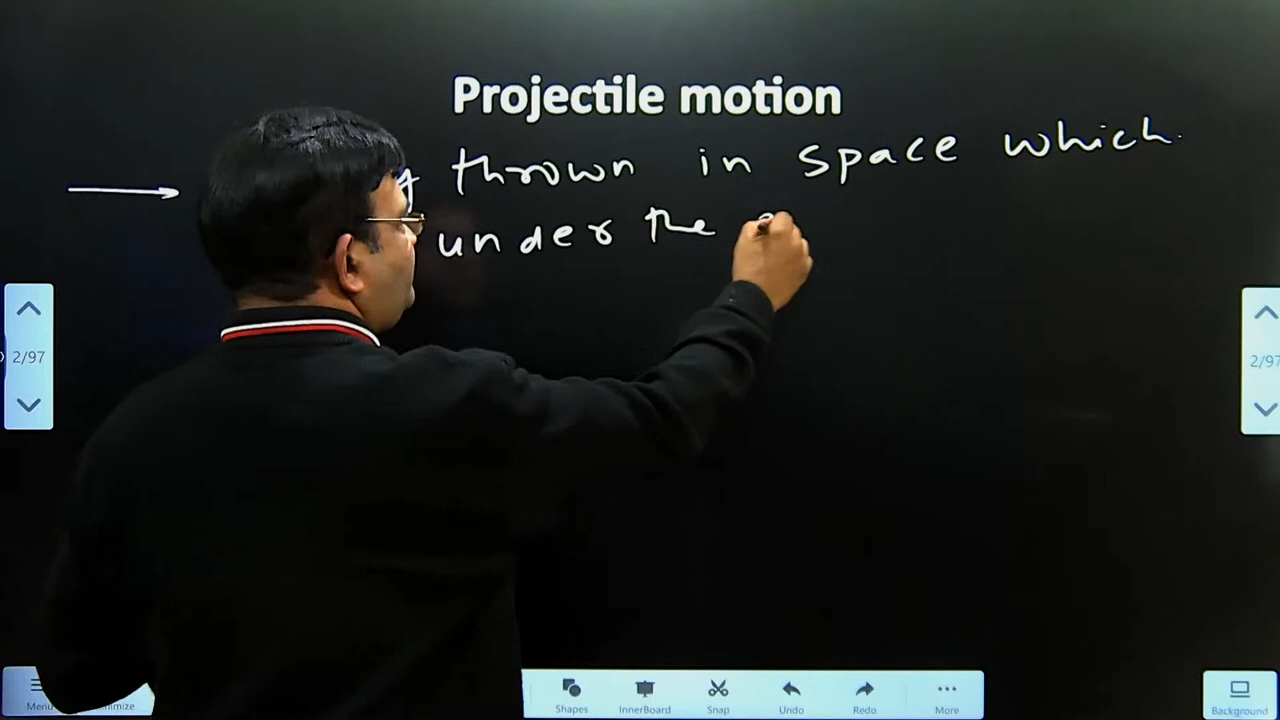 Projectile motion
thrown in space which
under the
2/97
2/97
Menu
Shapes
InnerBoard
Snap
Undo
Redo
More
Background